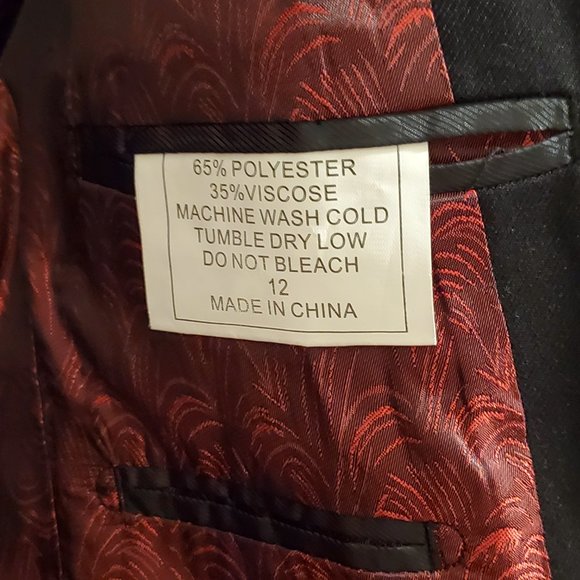 65% POLYESTER
35%VISCOSE
MACHINE WASH COLD
TUMBLE DRY LOW
DO NOT BLEACH
12
MADE IN CHINA